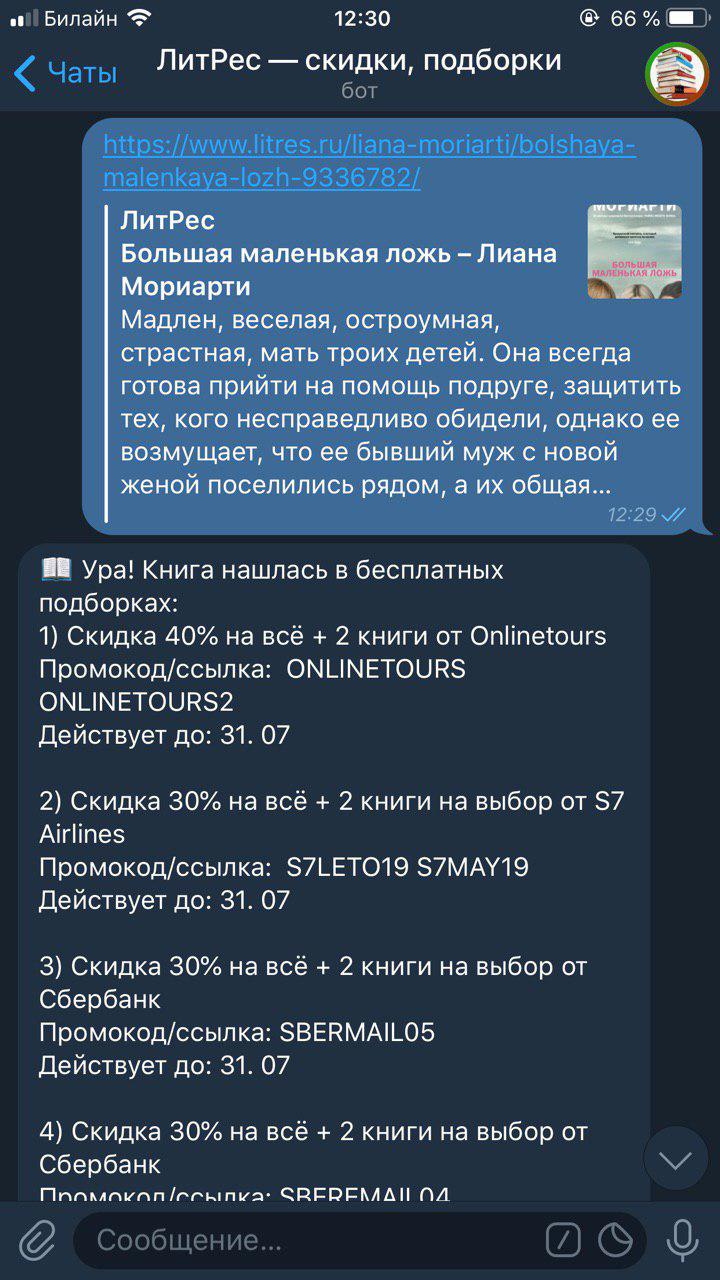 Билайн 12:30 66 %
Чаты
ЛитРес — скидки, подборки
бот
https://www.litres.ru/liana-moriarti/bolshaya-
malenkaya-lozh-9336782/
ЛитРес
Большая маленькая ложь – Лиана
Мориарти
МОРИАРТИ
БОЛЬШАЯ
МАЛЕНЬКАЯ ЛОЖЬ
Мадлен, веселая, остроумная,
страстная, мать троих детей. Она всегда
готова прийти на помощь подруге, защитить
тех, кого несправедливо обидели, однако ее
возмущает, что ее бывший муж с новой
женой поселились рядом, а их общая...
12:29
Ура! Книга нашлась в бесплатных
подборках:
1) Скидка 40% на всё + 2 книги от Onlinetours
Промокод/ссылка: ONLINETOURS
ONLINETOURS2
Действует до: 31. 07
2) Скидка 30% на всё + 2 книги на выбор от S7
Airlines
Промокод/ссылка: S7LETO19 S7MAY19
Действует до: 31. 07
3) Скидка 30% на всё + 2 книги на выбор от
Сбербанк
Промокод/ссылка: SBERMAIL05
Действует до: 31. 07
4) Скидка 30% на всё + 2 книги на выбор от
Сбербанк
Промокод/ссылка: SBEREMAIL04
Сообщение...